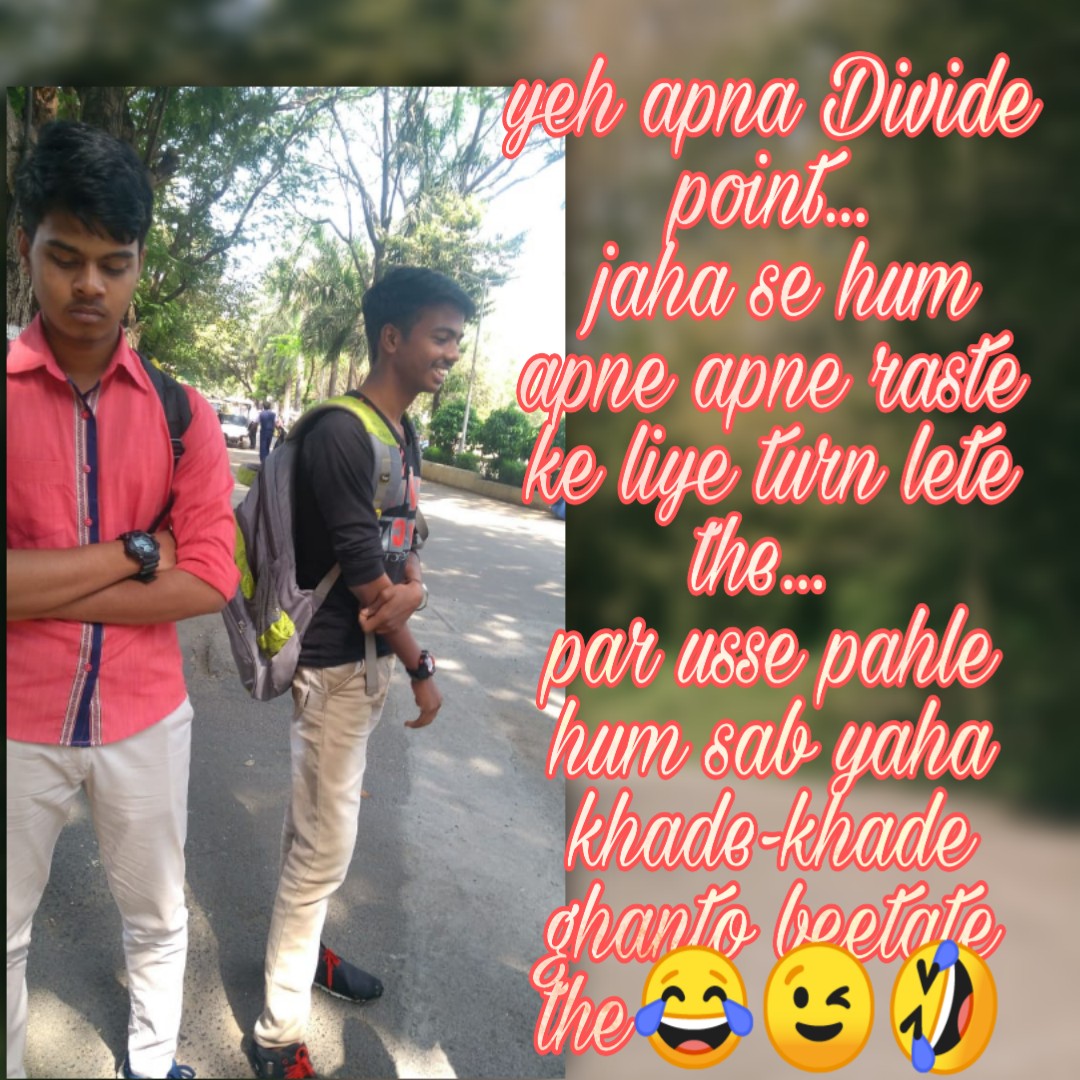 yeh apna Divide
point...
jaha se hum
apne apne raste
ke liye turn lete
the...
par usse pahle
hum sab yaha
khade-khade
ghanto beetate
the😂😉🤣